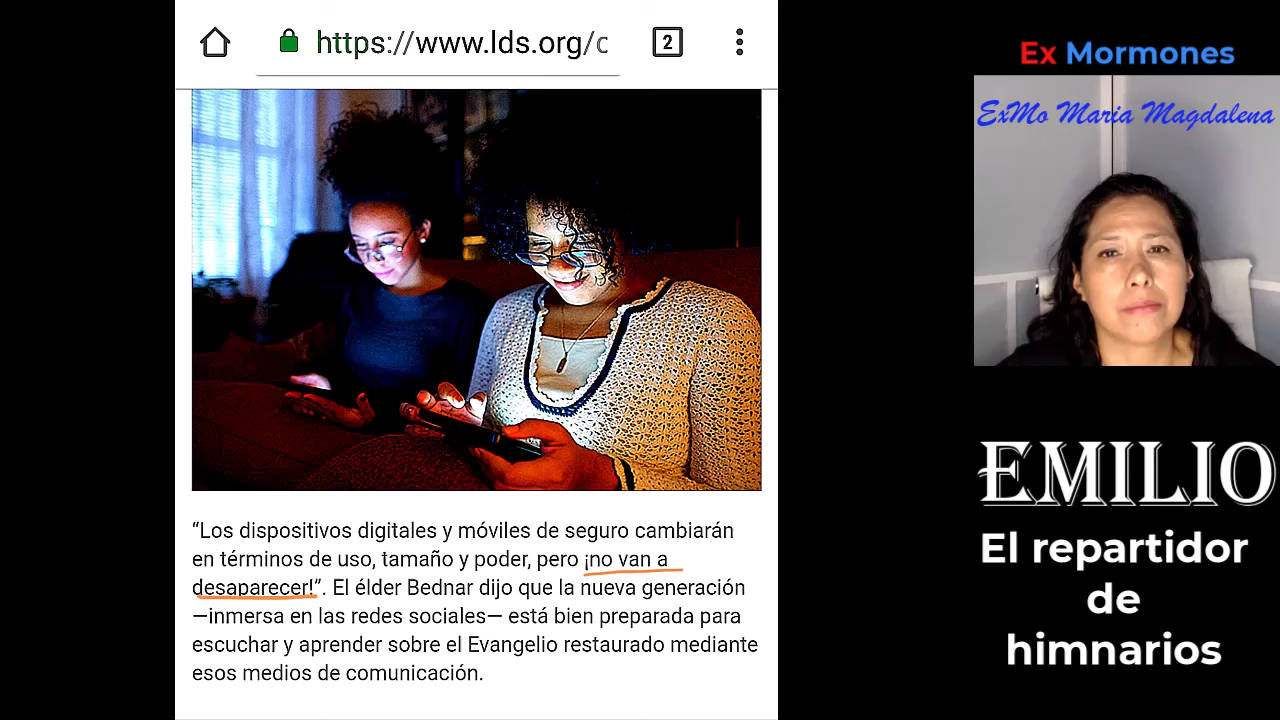 https://www.lds.org/c
2
“Los dispositivos digitales y móviles de seguro cambiarán
en términos de uso, tamaño y poder, pero ¡no van a
desaparecer!”. El élder Bednar dijo que la nueva generación
—inmersa en las redes sociales— está bien preparada para
escuchar y aprender sobre el Evangelio restaurado mediante
esos medios de comunicación.
Ex Mormones
ExMo Maria Magdalena
EMILIO
El repartidor
de
himnarios